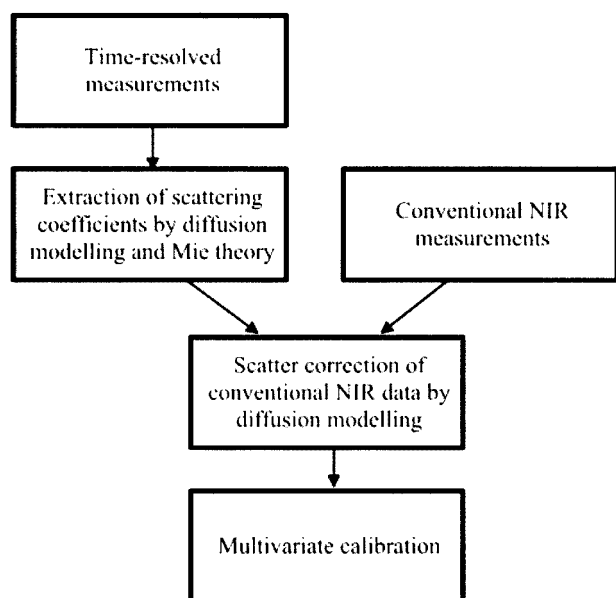 Time-resolved
measurements
Extraction of scattering
coefficients by diffusion
modelling and Mie theory
Conventional NIR
measurements
Scatter correction of
conventional NIR data by
diffusion modelling
Multivariate calibration